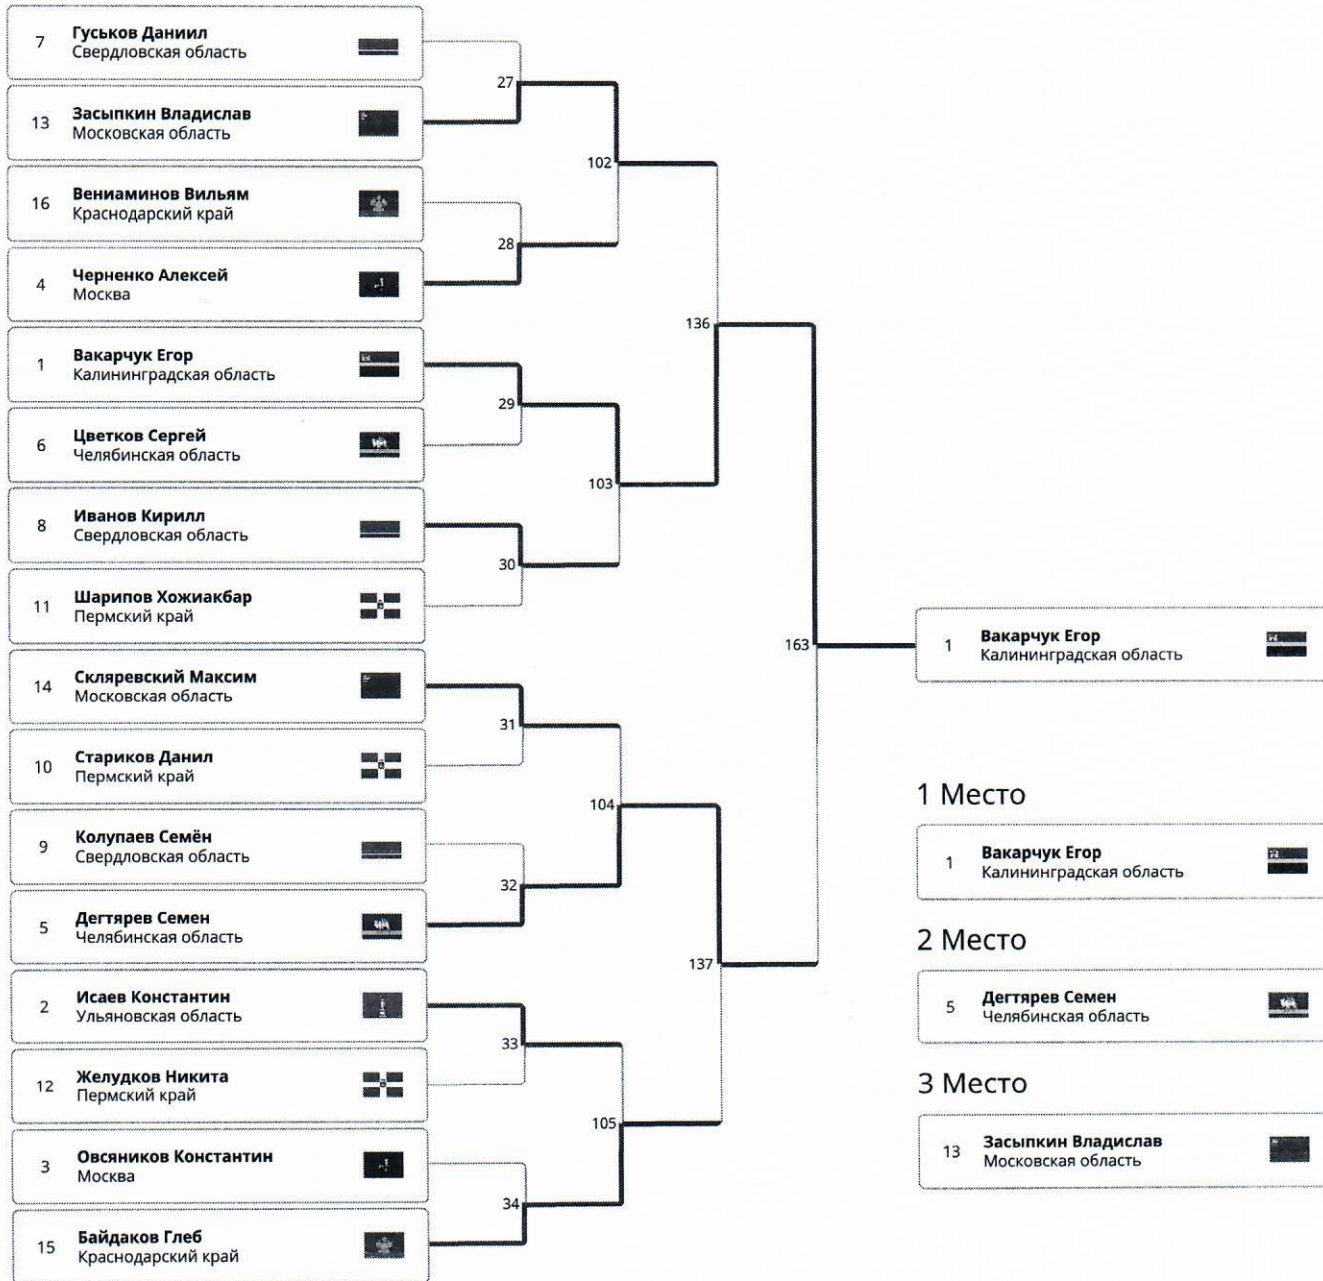 7
Гуськов Даниил
Свердловская область
13
Засыпкин Владислав
Московская область
16
Вениаминов Вильям
Краснодарский край
4
Черненко Алексей
Москва
1
Вакарчук Егор
Калининградская область
6
Цветков Сергей
Челябинская область
8
Иванов Кирилл
Свердловская область
11
Шарипов Хожиакбар
Пермский край
14
Скляревский Максим
Московская область
10
Стариков Данил
Пермский край
9
Колупаев Семён
Свердловская область
5
Дегтярев Семен
Челябинская область
2
Исаев Константин
Ульяновская область
12
Желудков Никита
Пермский край
3
Овсяников Константин
Москва
15
Байдаков Глеб
Краснодарский край
27
28
29
30
31
32
33
34
102
103
104
105
136
137
163
1
Вакарчук Егор
Калининградская область
1 Место
1
Вакарчук Егор
Калининградская область
2 Место
5
Дегтярев Семен
Челябинская область
3 Место
13
Засыпкин Владислав
Московская область